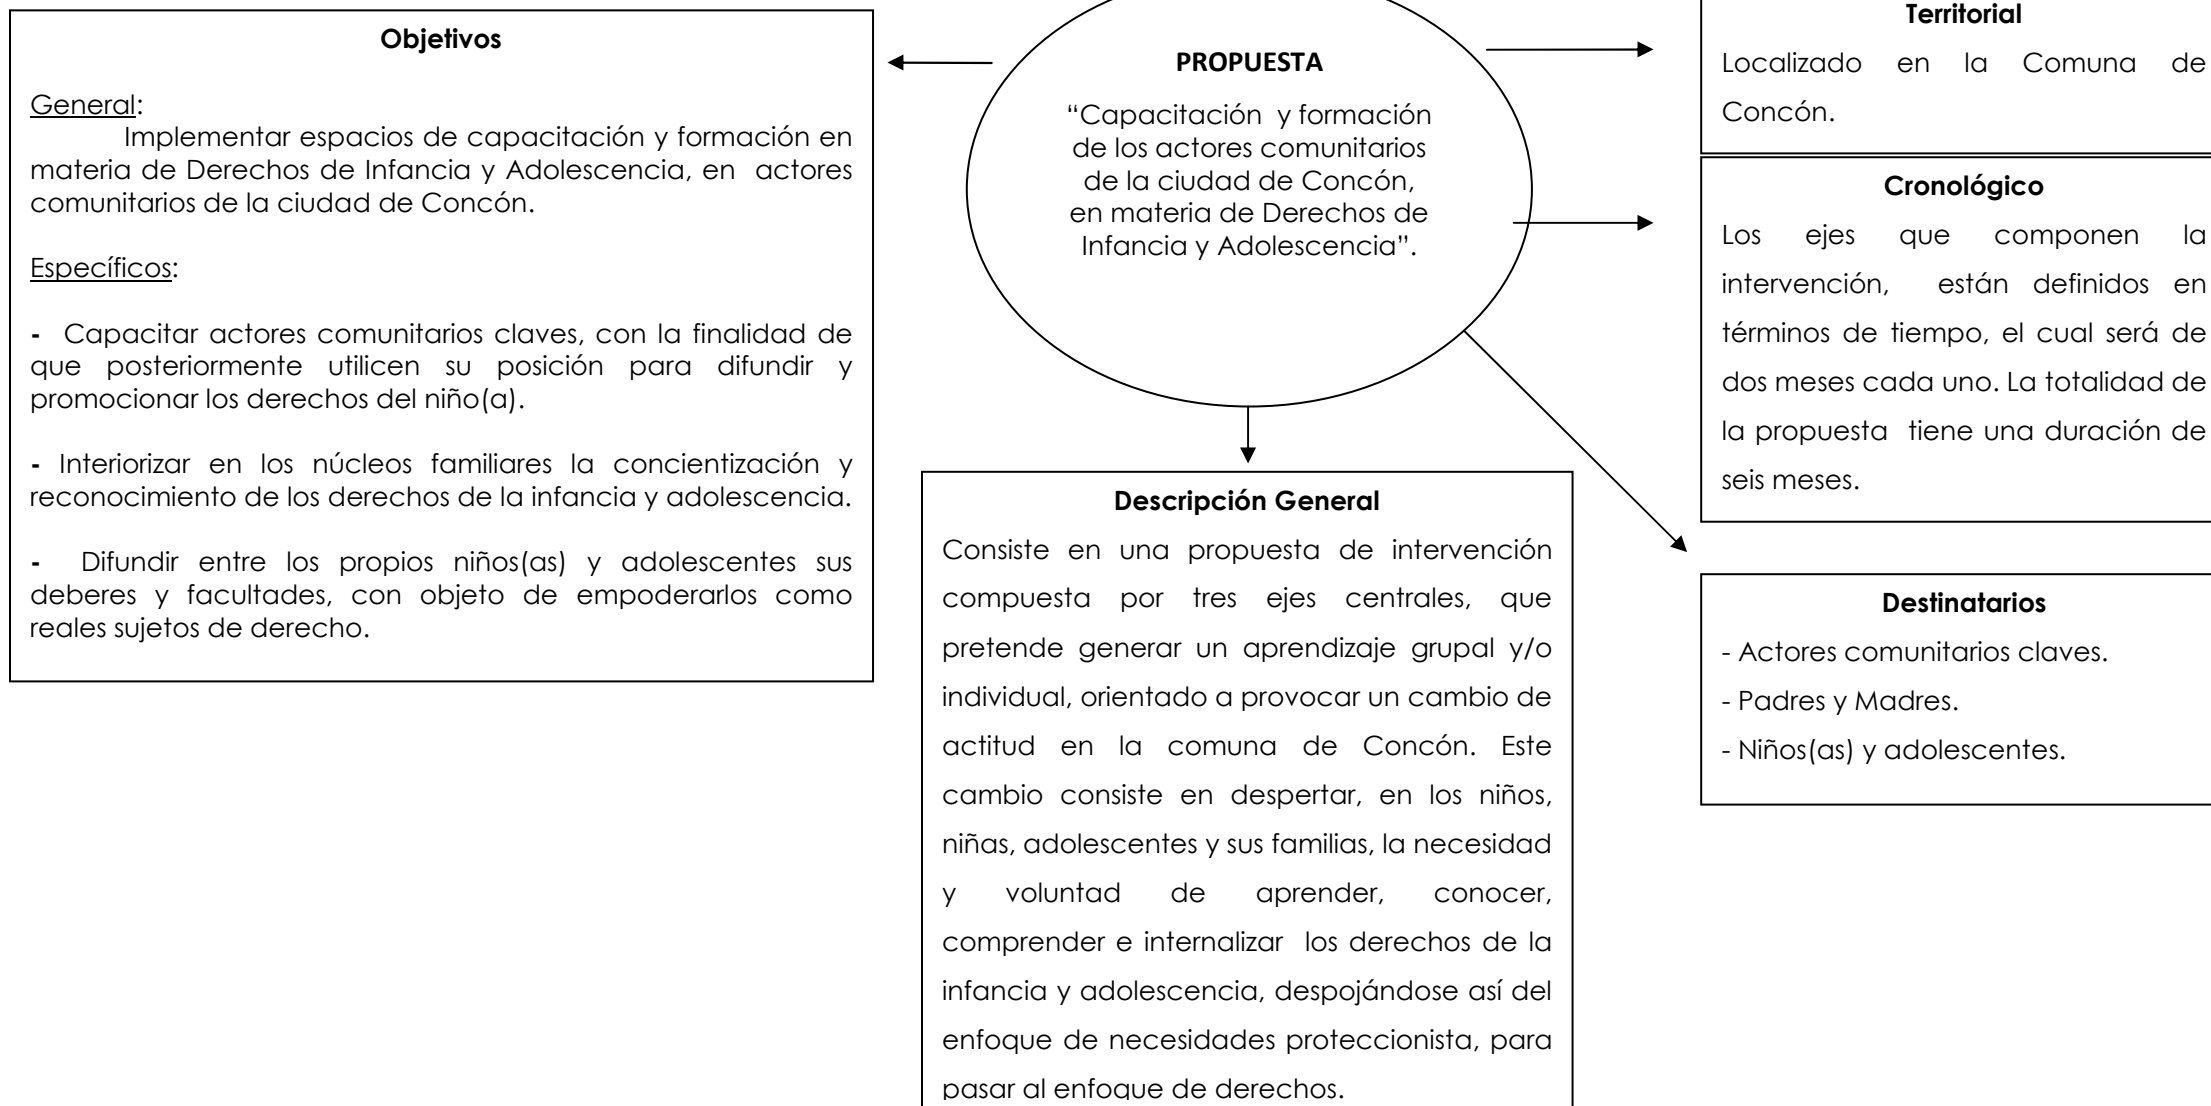 Objetivos
General:
Implementar espacios de capacitación y formación en
materia de Derechos de Infancia y Adolescencia, en actores
comunitarios de la ciudad de Concón.
Específicos:
- Capacitar actores comunitarios claves, con la finalidad de
que posteriormente utilicen su posición para difundir y
promocionar los derechos del niño(a).
- Interiorizar en los núcleos familiares la concientización y
reconocimiento de los derechos de la infancia y adolescencia.
- Difundir entre los propios niños(as) y adolescentes sus
deberes y facultades, con objeto de empoderarlos como
reales sujetos de derecho.
PROPUESTA
“Capacitación y formación
de los actores comunitarios
de la ciudad de Concón,
en materia de Derechos de
Infancia y Adolescencia”.
Descripción General
Consiste en una propuesta de intervención
compuesta por tres ejes centrales, que
pretende generar un aprendizaje grupal y/o
individual, orientado a provocar un cambio de
actitud en la comuna de Concón. Este
cambio consiste en despertar, en los niños,
niñas, adolescentes y sus familias, la necesidad
y voluntad de aprender, conocer,
comprender e internalizar los derechos de la
infancia y adolescencia, despojándose así del
enfoque de necesidades proteccionista, para
pasar al enfoque de derechos.
Territorial
Localizado en la Comuna de
Concón.
Cronológico
Los ejes que componen la
intervención, están definidos en
términos de tiempo, el cual será de
dos meses cada uno. La totalidad de
la propuesta tiene una duración de
seis meses.
Destinatarios
- Actores comunitarios claves.
- Padres y Madres.
- Niños(as) y adolescentes.